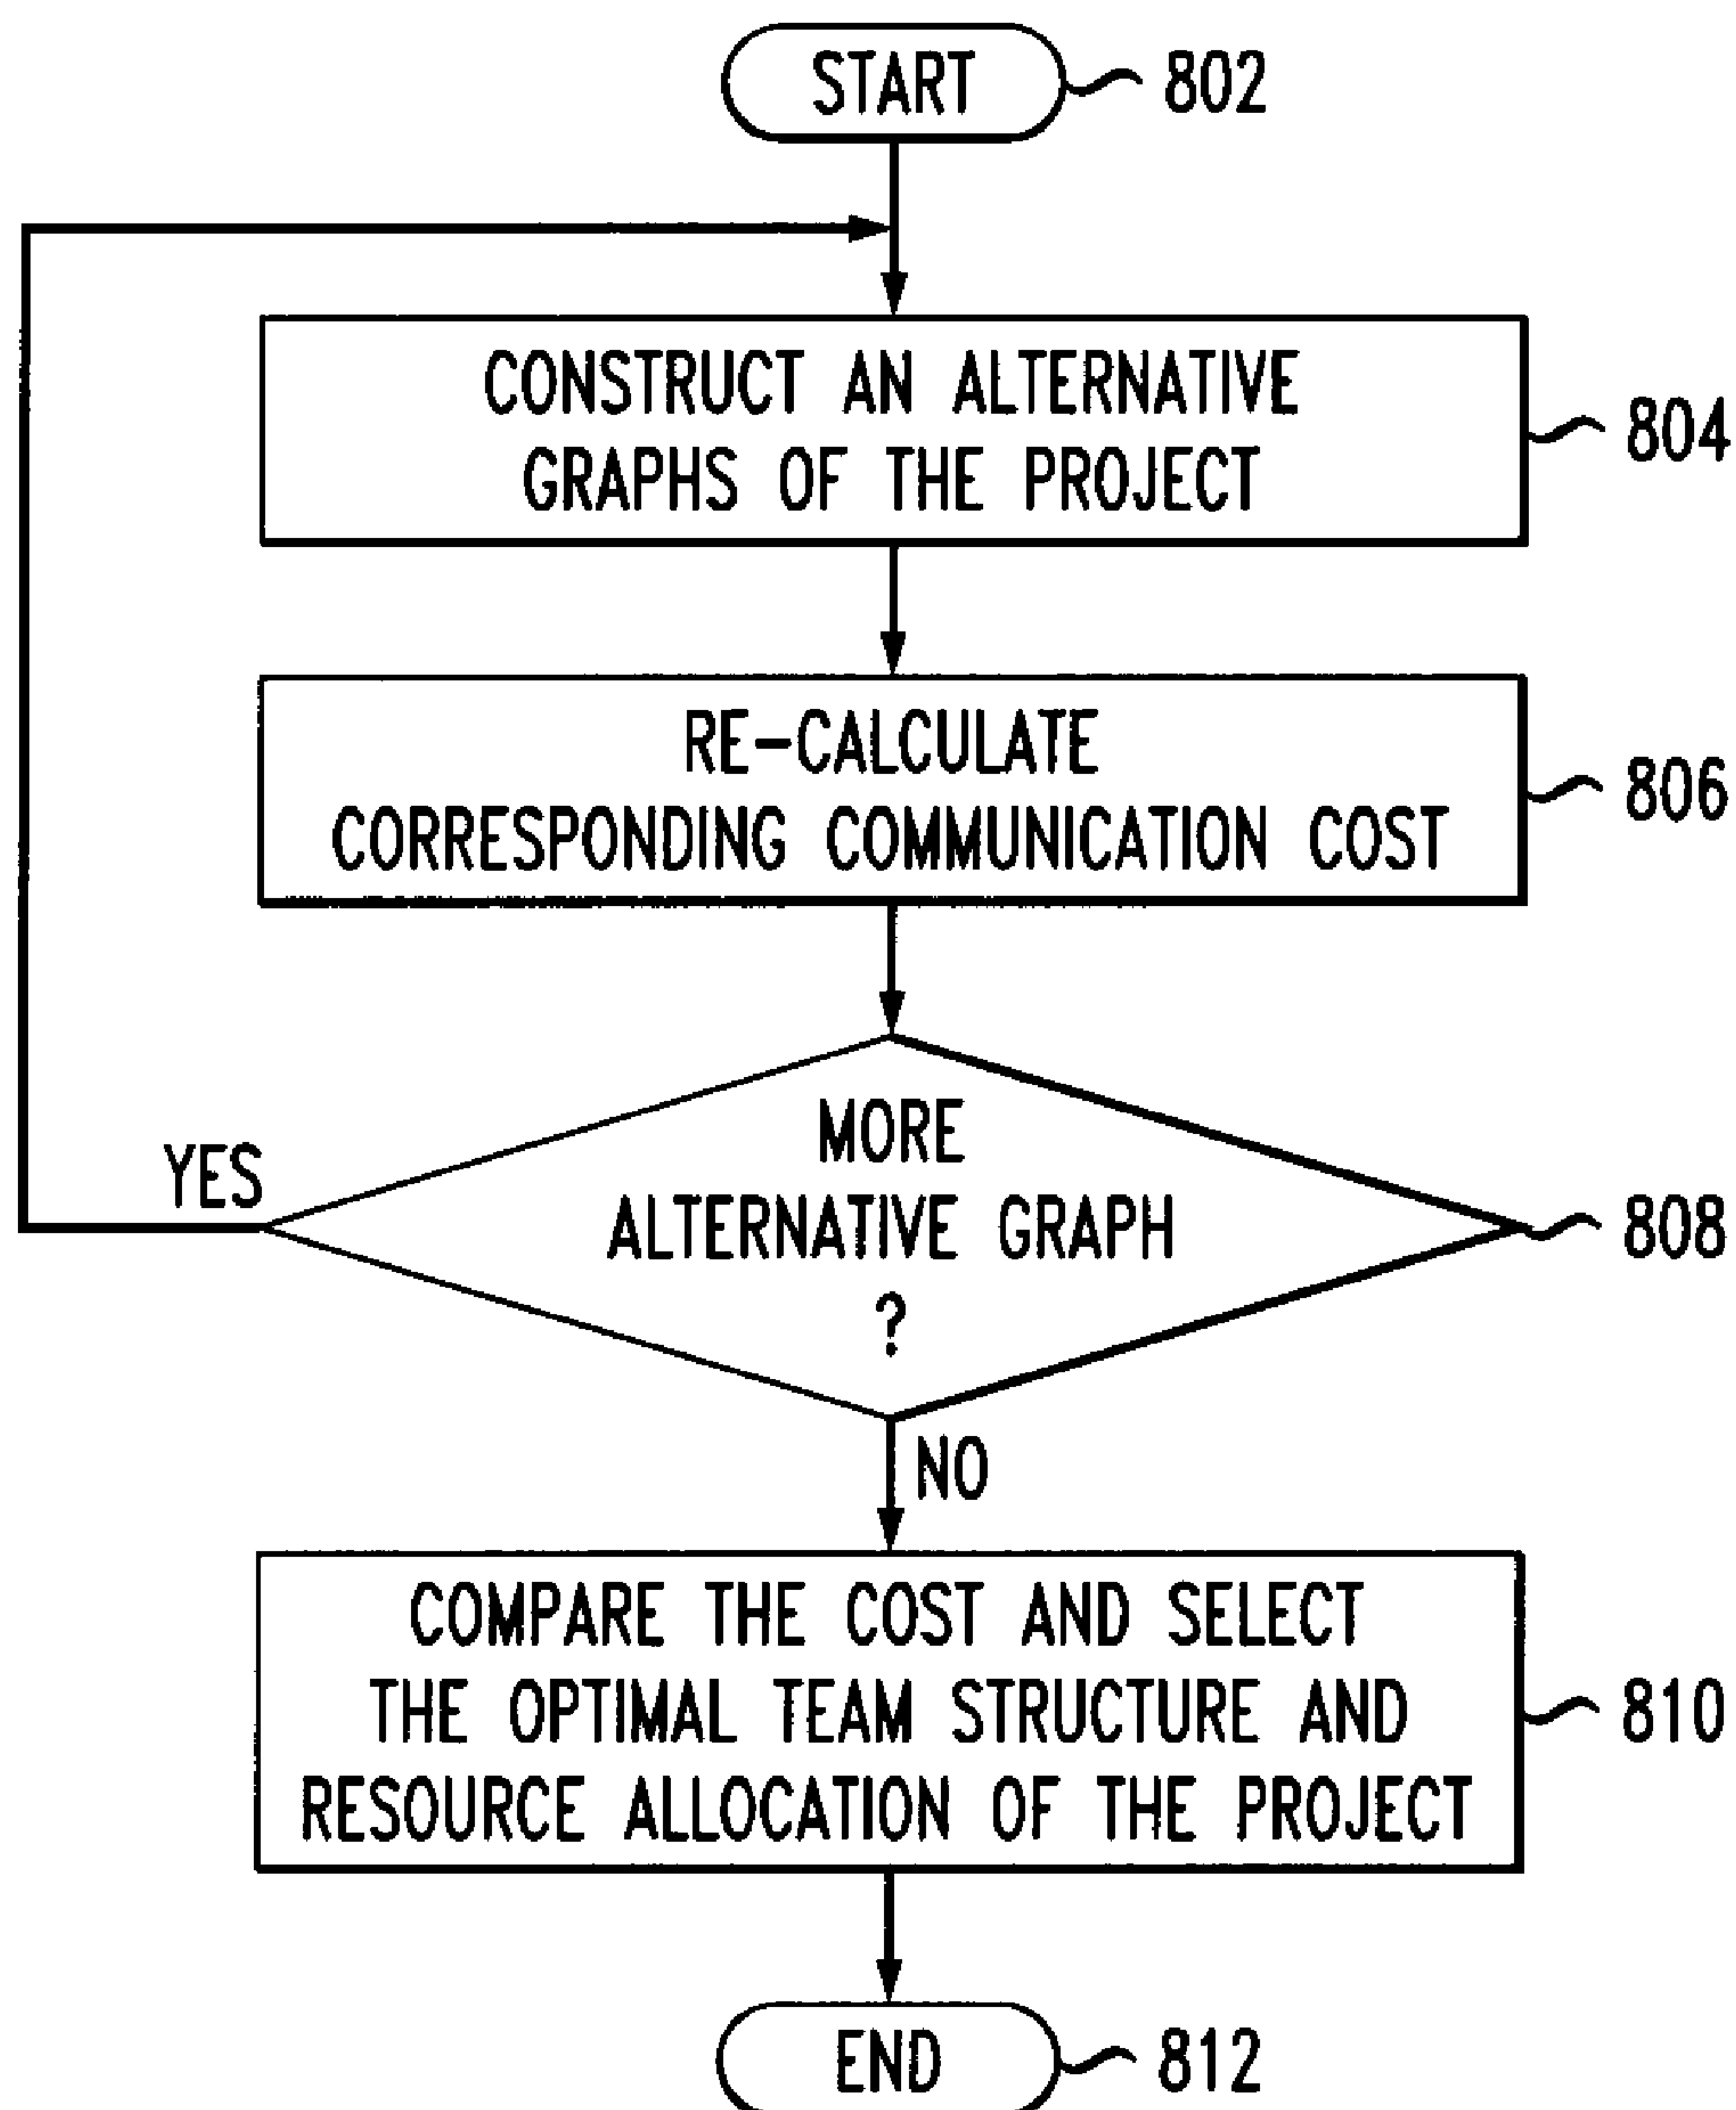 START
802
CONSTRUCT AN ALTERNATIVE
GRAPHS OF THE PROJECT
804
RE-CALCULATE
CORRESPONDING COMMUNICATION COST
806
MORE
ALTERNATIVE GRAPH
?
808
YES
NO
COMPARE THE COST AND SELECT
THE OPTIMAL TEAM STRUCTURE AND
RESOURCE ALLOCATION OF THE PROJECT
810
END
812